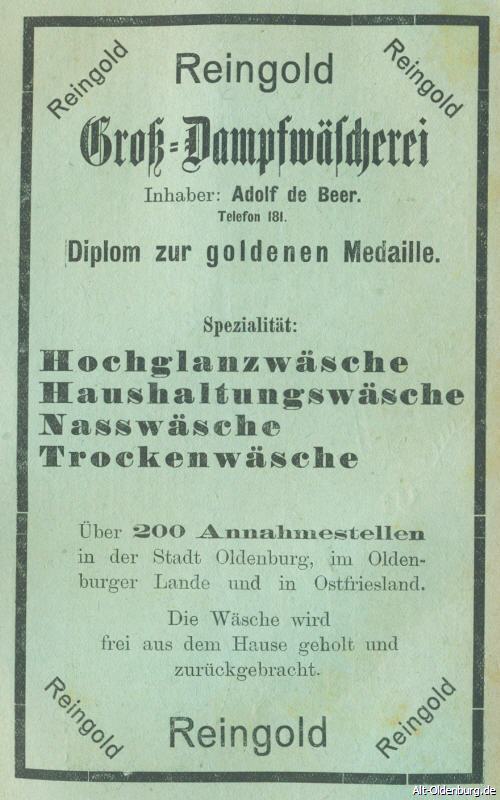 Reingold
Reingold
Reingold
Groß-Dampfwäscherei
Inhaber: Adolf de Beer.
Telefon 181.
Diplom zur goldenen Medaille.
Spezialität:
Hochglanzwäsche
Haushaltungswäsche
Nasswäsche
Trockenwäsche
Über 200 Annahmestellen
in der Stadt Oldenburg, im Olden-
burger Lande und in Ostfriesland.
Die Wäsche wird
frei aus dem Hause geholt und
zurückgebracht.
Reingold
Reingold
Reingold
Alt-Oldenburg.de